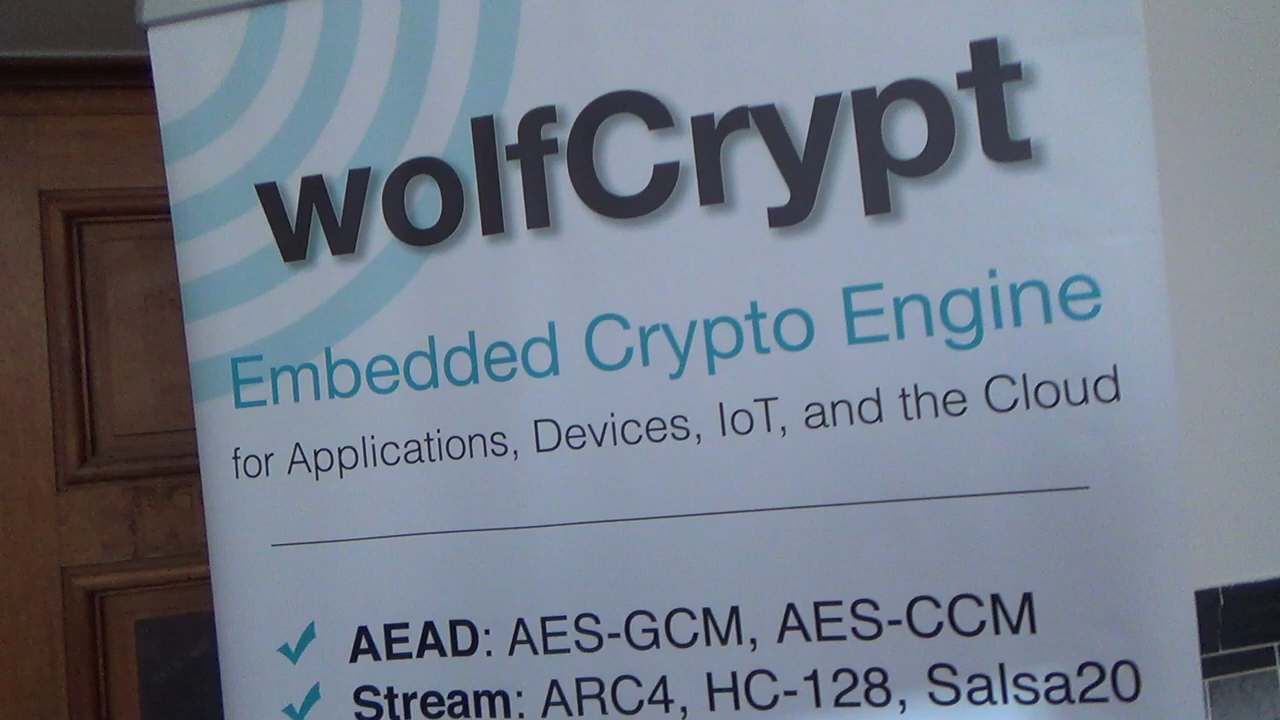 wolfCrypt
Embedded Crypto Engine
for Applications, Devices, IoT, and the Cloud
AEAD: AES-GCM, AES-CCM
Stream: ARC4, HC-128, Salsa20